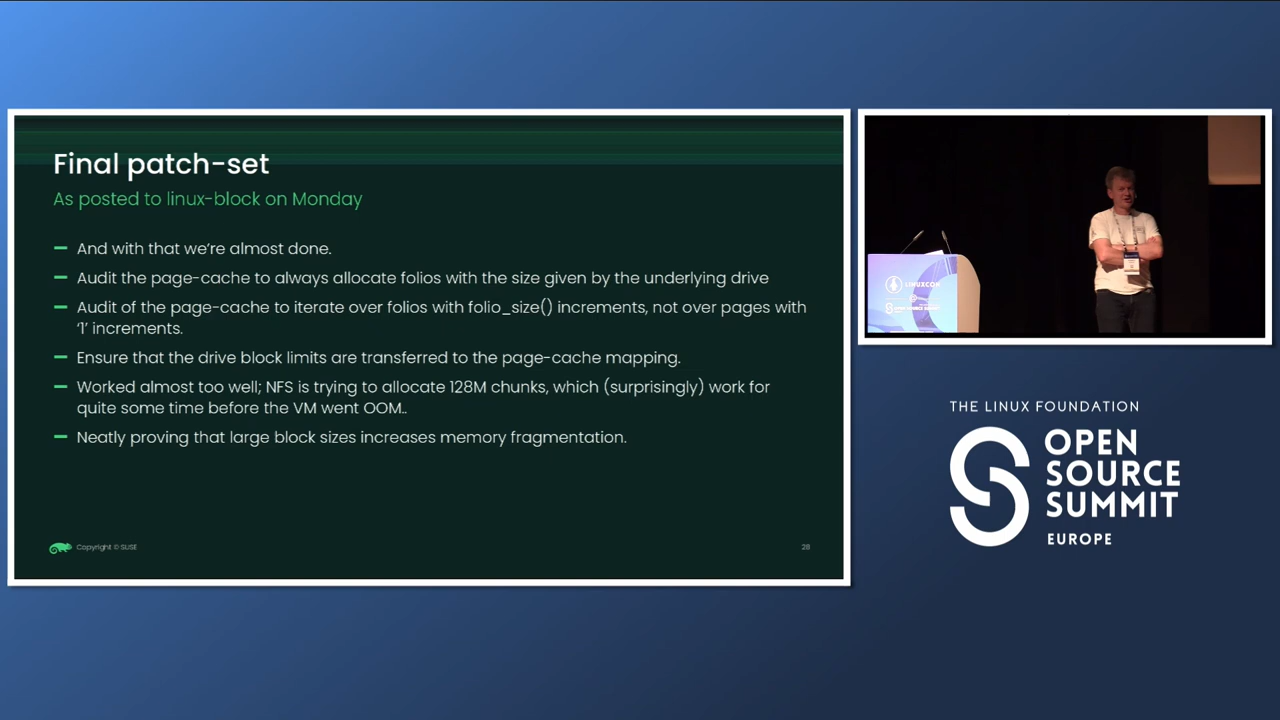 Final patch-set
As posted to linux-block on Monday
And with that we're almost done.
Audit the page-cache to always allocate folios with the size given by the underlying drive
Audit of the page-cache to iterate over folios with folio_size() increments, not over pages with
'1' increments.
Ensure that the drive block limits are transferred to the page-cache mapping.
Worked almost too well; NFS is trying to allocate 128M chunks, which (surprisingly) work for
quite some time before the VM went OOM..
Neatly proving that large block sizes increases memory fragmentation.
Copyright © SUSE
28
LINUXCON
THE LINUX FOUNDATION
OPEN
SOURCE
SUMMIT
EUROPE